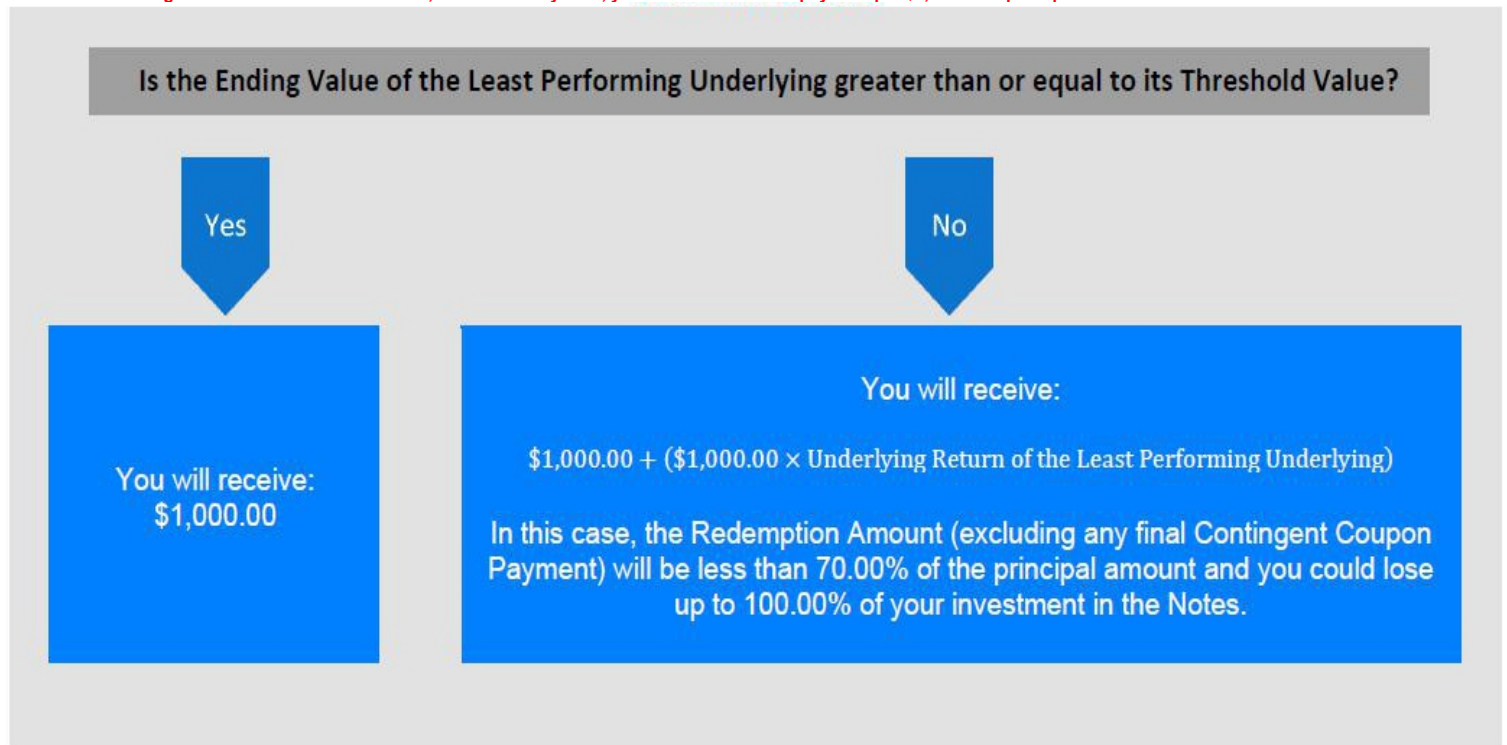 Is the Ending Value of the Least Performing Underlying greater than or equal to its Threshold Value?
Yes
No
You will receive:
$1,000.00
You will receive:
$1,000.00 + ($1,000.00 × Underlying Return of the Least Performing Underlying)
In this case, the Redemption Amount (excluding any final Contingent Coupon
Payment) will be less than 70.00% of the principal amount and you could lose
up to 100.00% of your investment in the Notes.